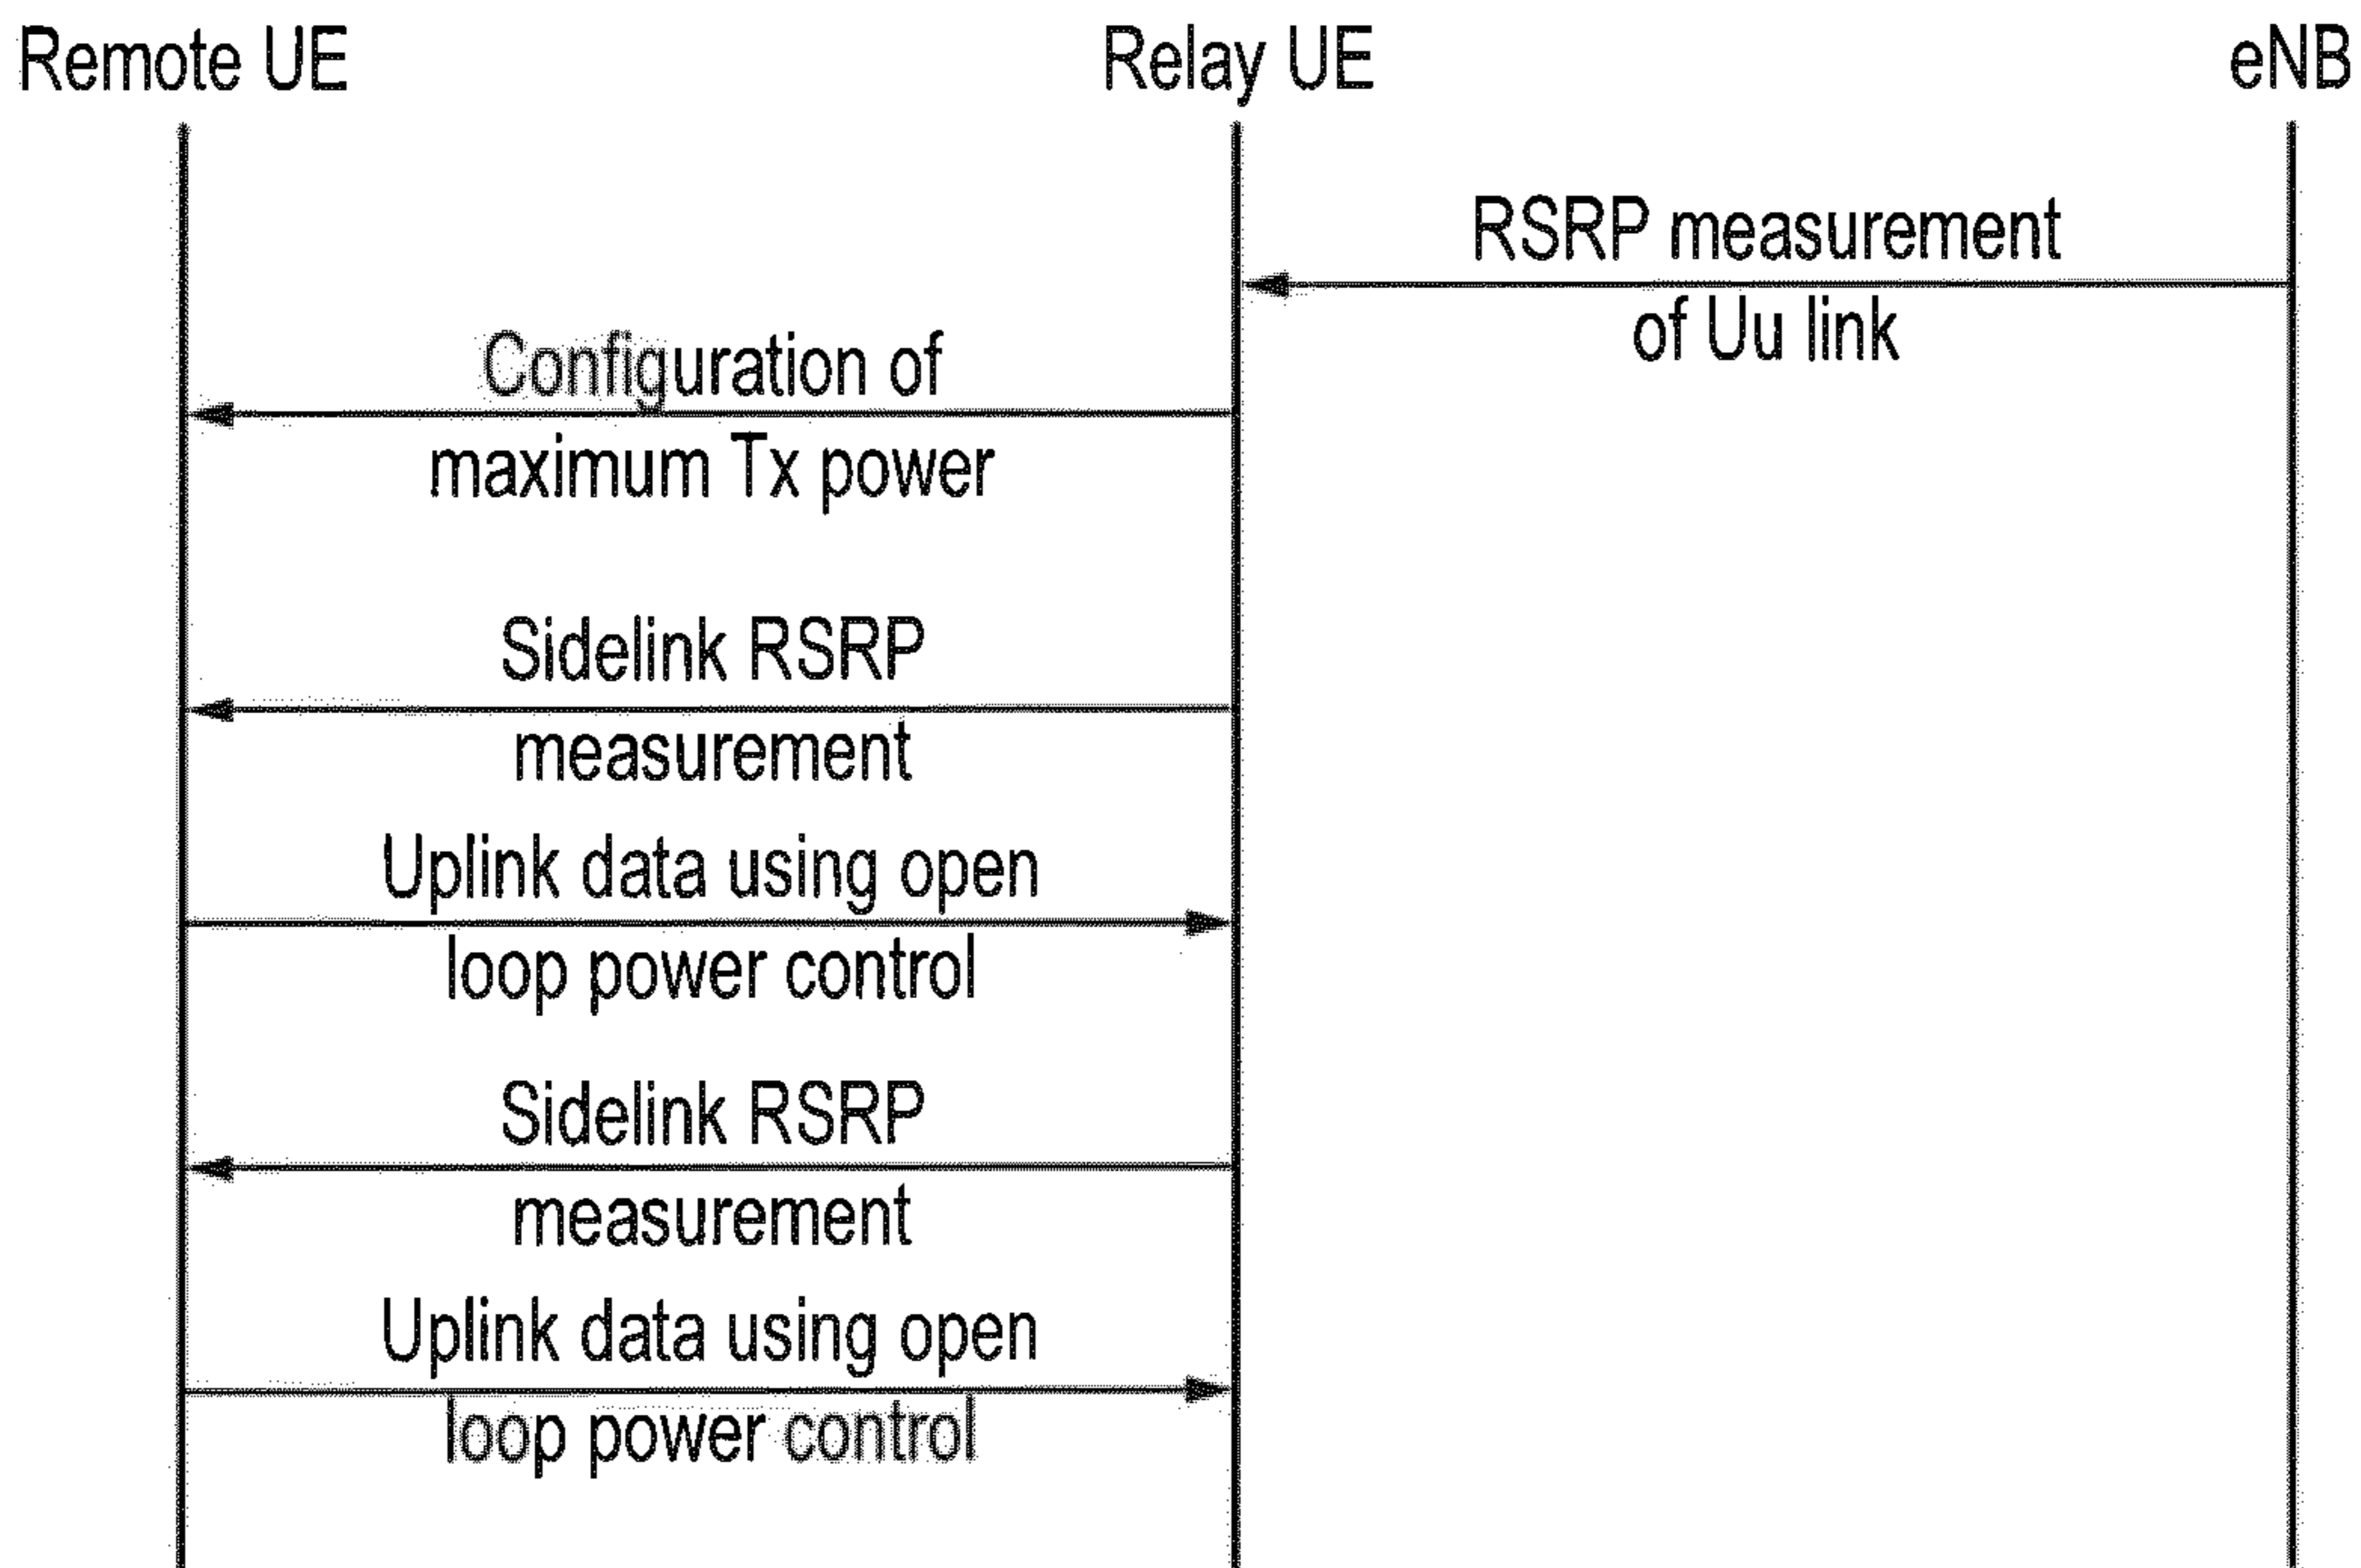 Remote UE
Relay UE
eNB
RSRP measurement
of Uu link
Configuration of
maximum Tx power
Sidelink RSRP
measurement
Uplink data using open
loop power control
Sidelink RSRP
measurement
Uplink data using open
loop power control